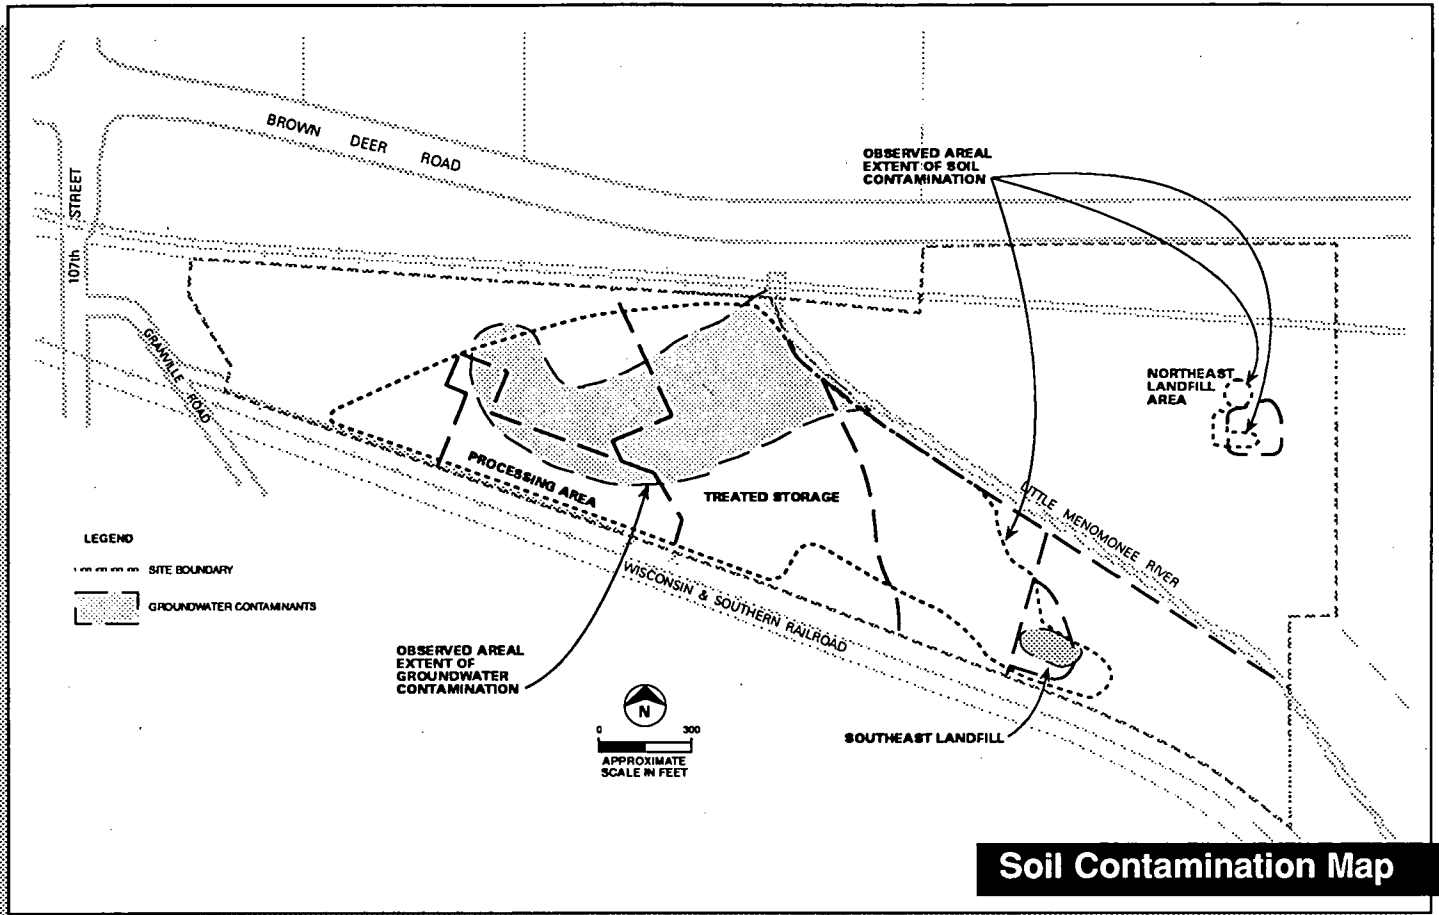 BROWN DEER ROAD
OBSERVED AREAL
EXTENT OF SOIL
CONTAMINATION
107th STREET
GRANVILLE ROAD
NORTHEAST
LANDFILL
AREA
PROCESSING AREA
TREATED STORAGE
LITTLE MENOMONEE RIVER
LEGEND
SITE BOUNDARY
GROUNDWATER CONTAMINANTS
WISCONSIN & SOUTHERN RAILROAD
OBSERVED AREAL
EXTENT OF
GROUNDWATER
CONTAMINATION
N
0 300
APPROXIMATE
SCALE IN FEET
SOUTHEAST LANDFILL
Soil Contamination Map